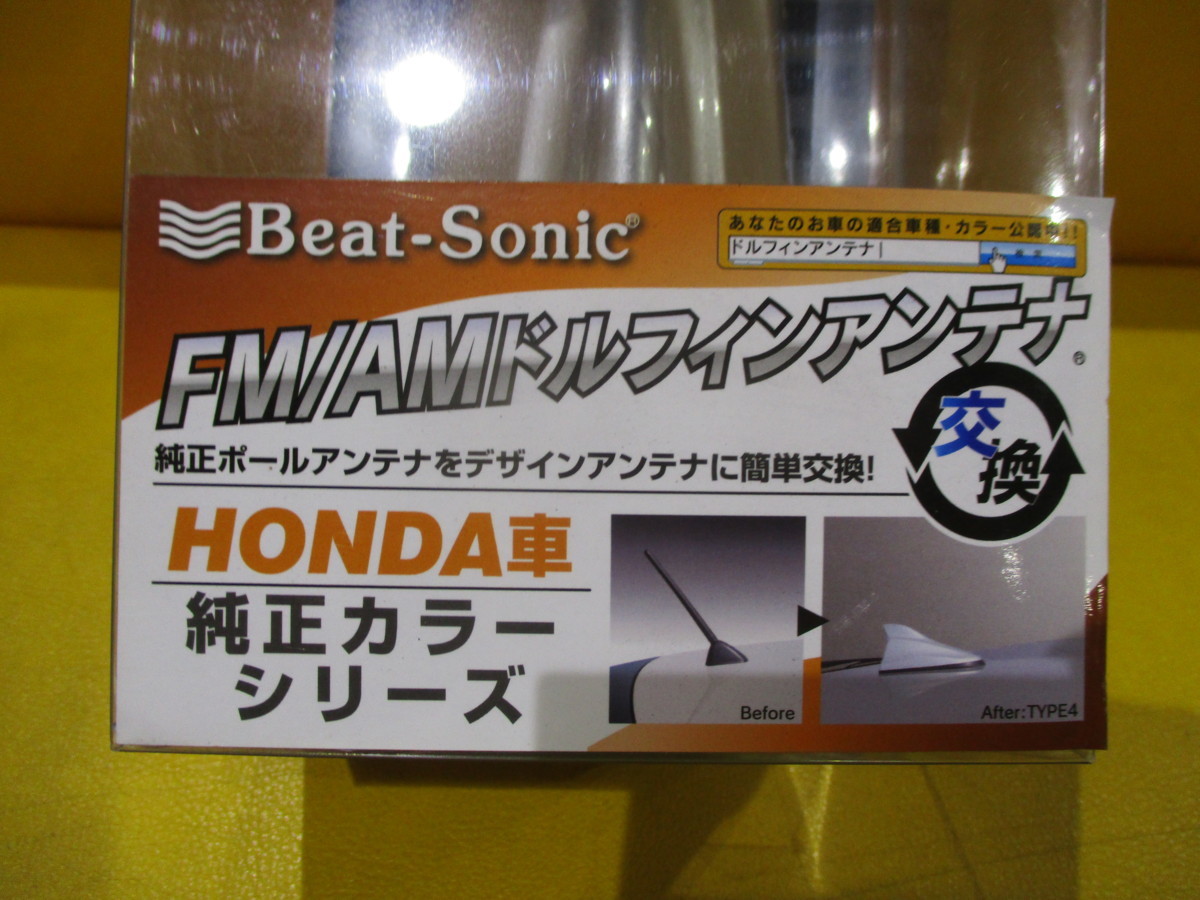 Beat-Sonic®
あなたのお車の適合車種・カラー公開中!!
ドルフィンアンテナ
FM/AMドルフィンアンテナ®
交換
純正ポールアンテナをデザインアンテナに簡単交換!
HONDA車
純正カラー
シリーズ
Before
After:TYPE4